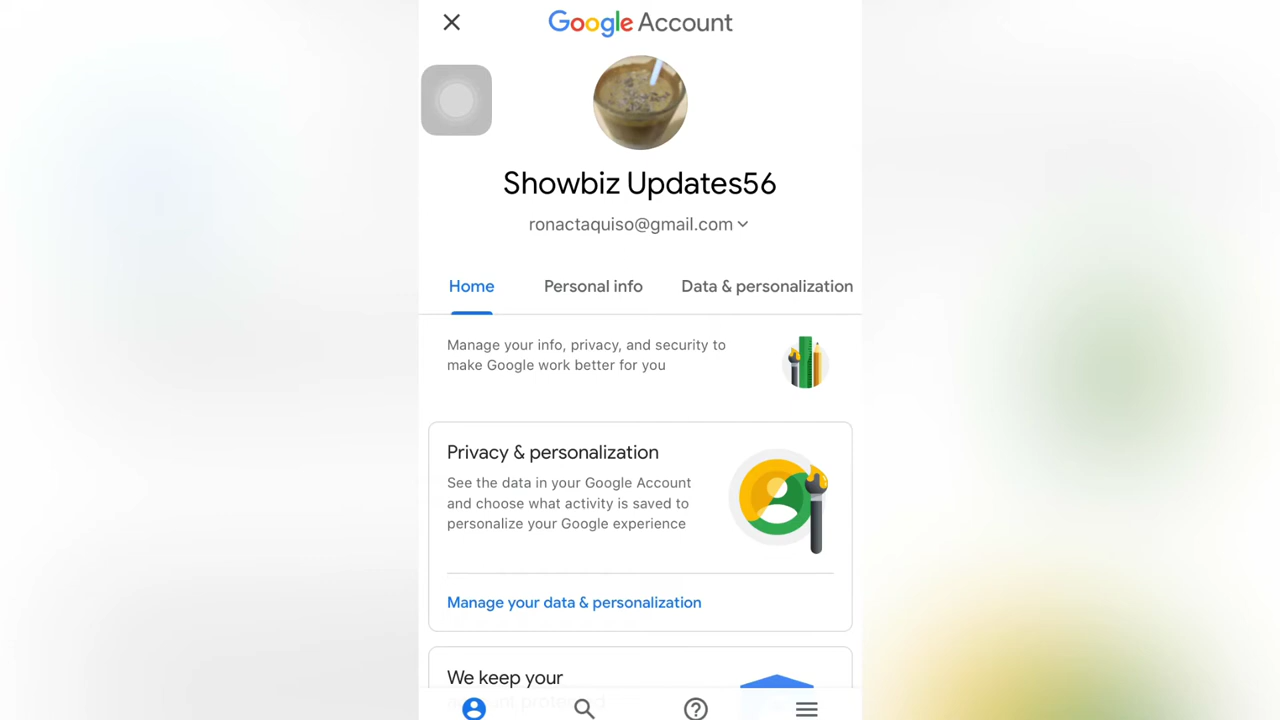 Google Account
Showbiz Updates56
ronactaquiso@gmail.com
Home Personal info Data & personalization
Manage your info, privacy, and security to
make Google work better for you
Privacy & personalization
See the data in your Google Account
and choose what activity is saved to
personalize your Google experience
Manage your data & personalization
We keep your
account protected